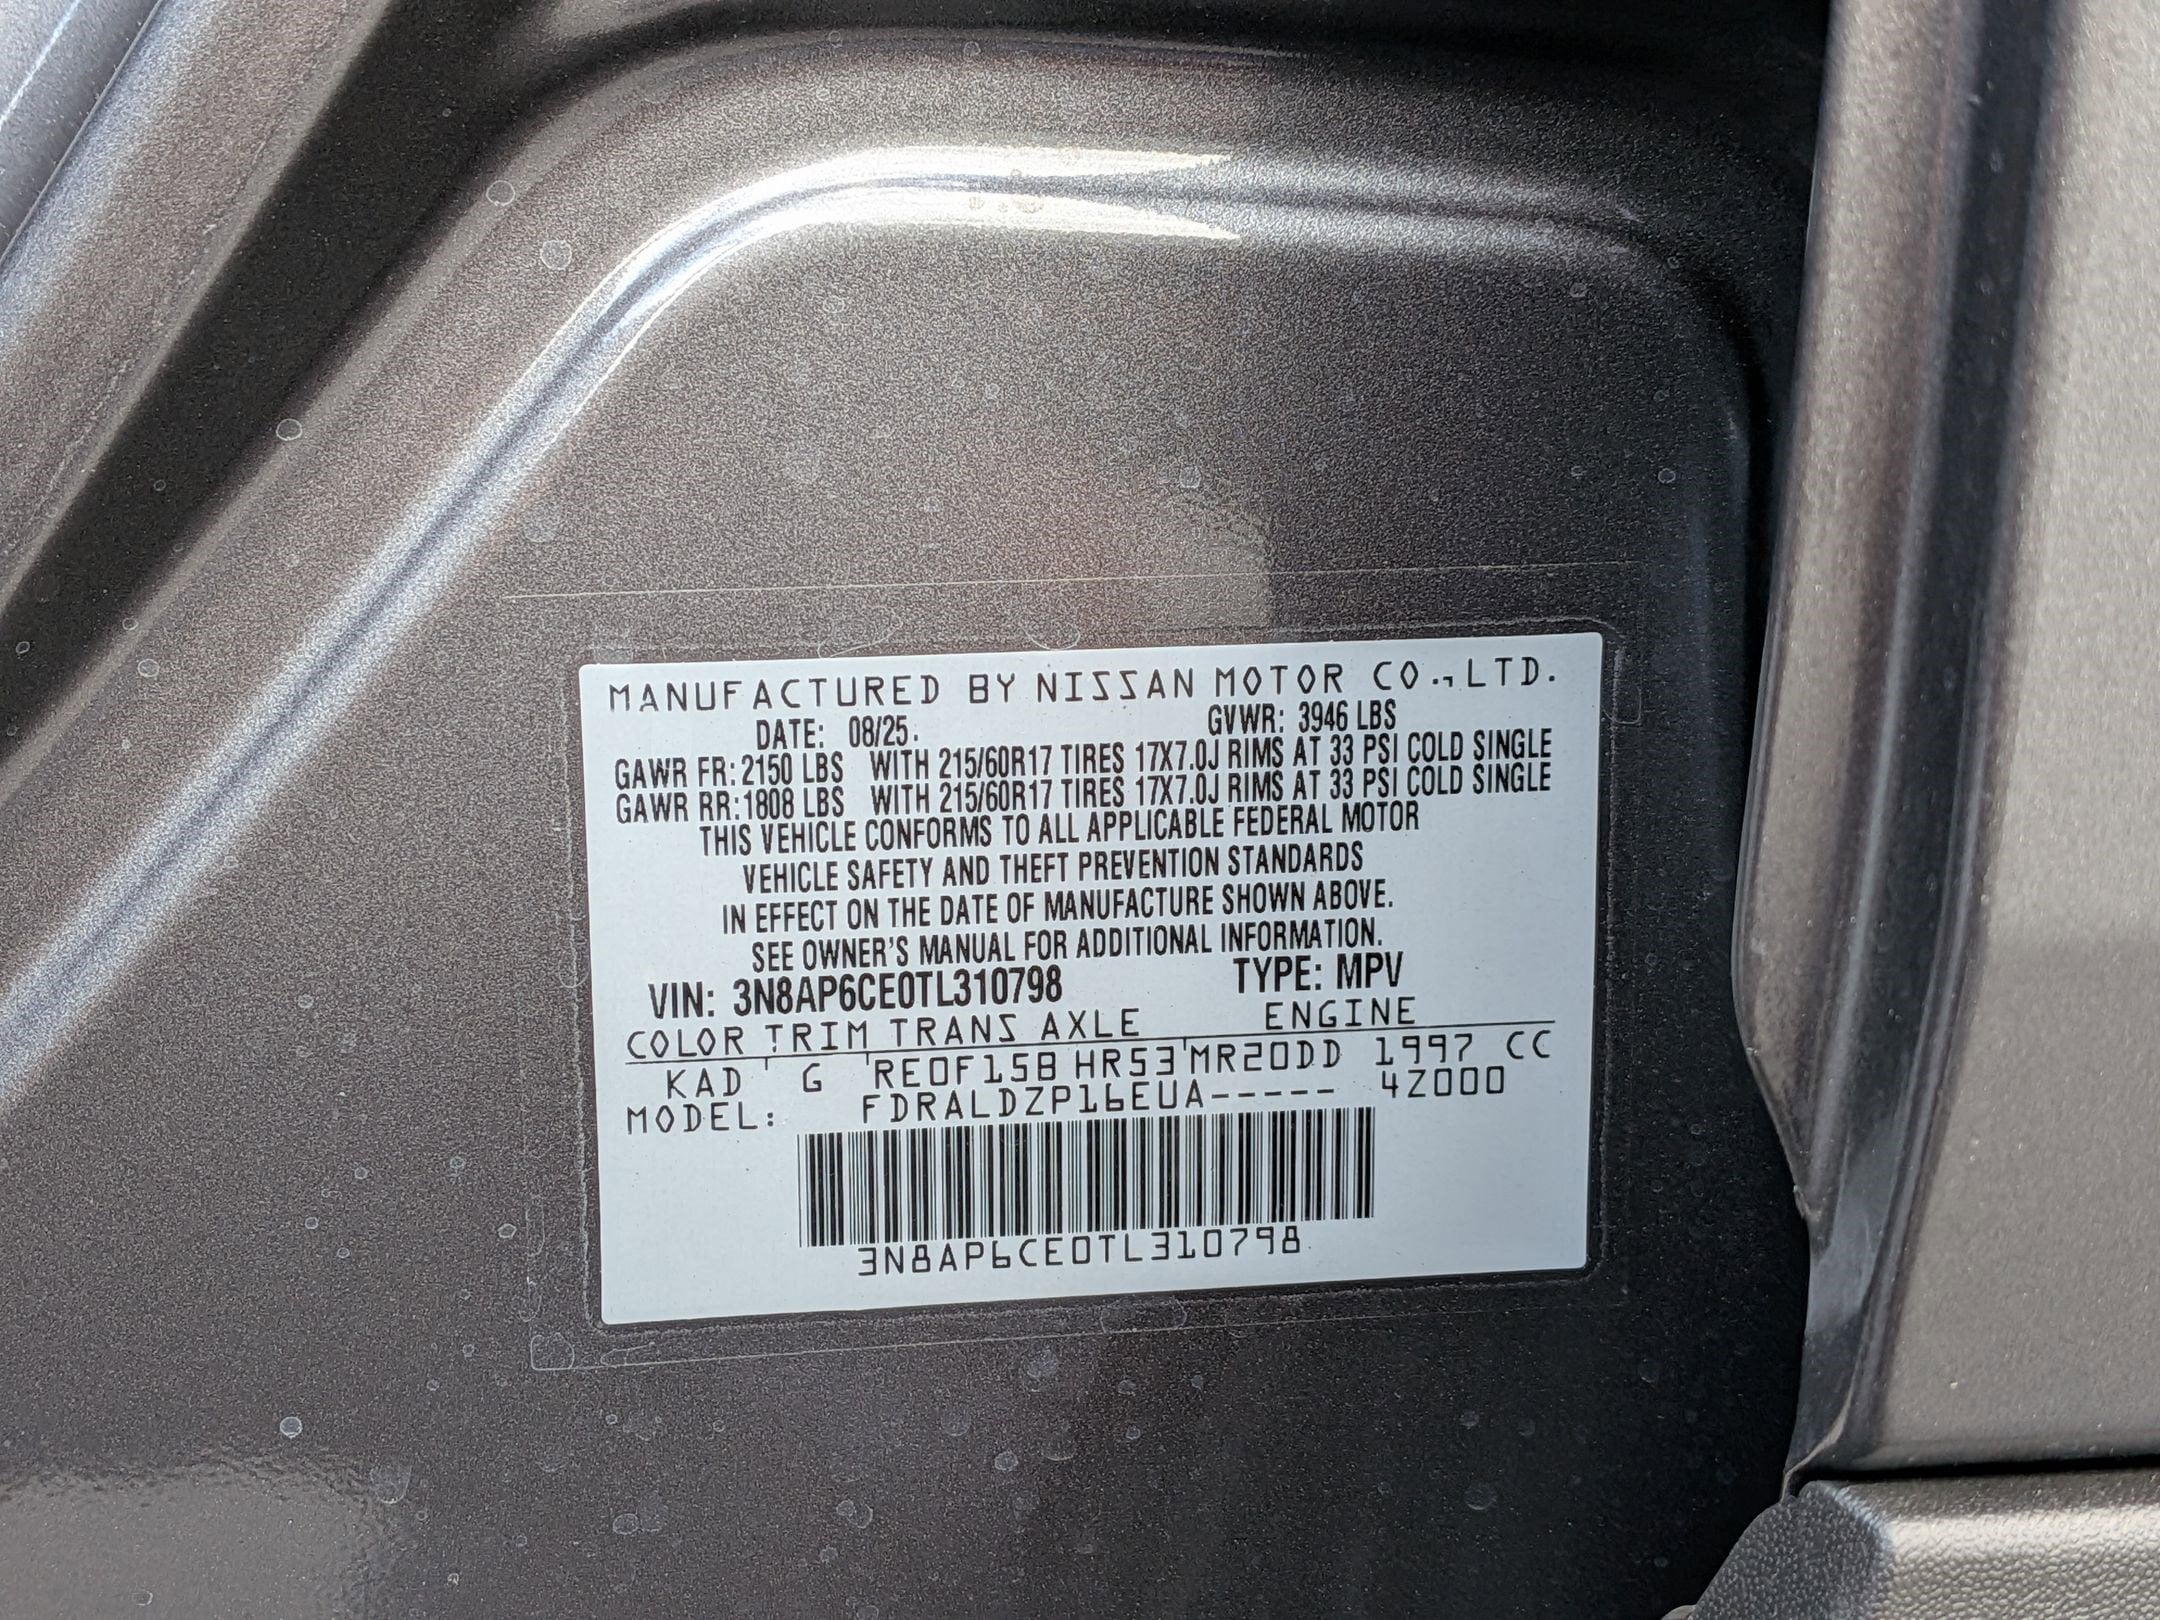 MANUFACTURED BY NISSAN MOTOR CO., LTD.
DATE: 08/25. GVWR: 3946 LBS
GAWR FR: 2150 LBS WITH 215/60R17 TIRES 17X7.0J RIMS AT 33 PSI COLD SINGLE
GAWR RR: 1808 LBS WITH 215/60R17 TIRES 17X7.0J RIMS AT 33 PSI COLD SINGLE
THIS VEHICLE CONFORMS TO ALL APPLICABLE FEDERAL MOTOR
VEHICLE SAFETY AND THEFT PREVENTION STANDARDS
IN EFFECT ON THE DATE OF MANUFACTURE SHOWN ABOVE.
SEE OWNER'S MANUAL FOR ADDITIONAL INFORMATION.
VIN: 3N8AP6CE0TL310798 TYPE: MPV
COLOR TRIM TRANS AXLE ENGINE
KAD G RE0F15B HR53 MR20DD 1997 CC
MODEL: FDRALDZP16EUA----- 4Z000
3N8AP6CE0TL310798